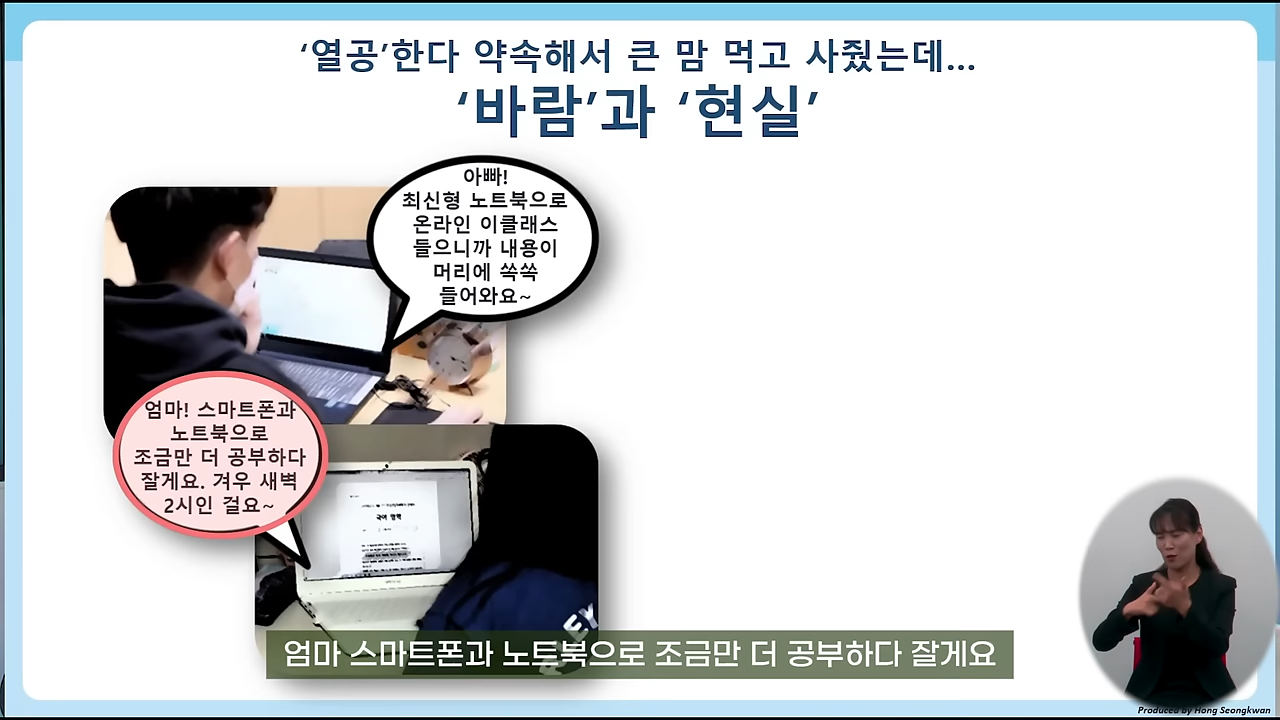 ‘열공’한다 약속해서 큰 맘 먹고 사줬는데...
‘바람’과 ‘현실’
아빠!
최신형 노트북으로
온라인 이클래스
들으니까 내용이
머리에 쏙쏙
들어와요~
엄마! 스마트폰과
노트북으로
조금만 더 공부하다
잘게요. 겨우 새벽
2시인 걸요~
국어 영역
EY
엄마 스마트폰과 노트북으로 조금만 더 공부하다 잘게요
Produced by Hong Seongkwan